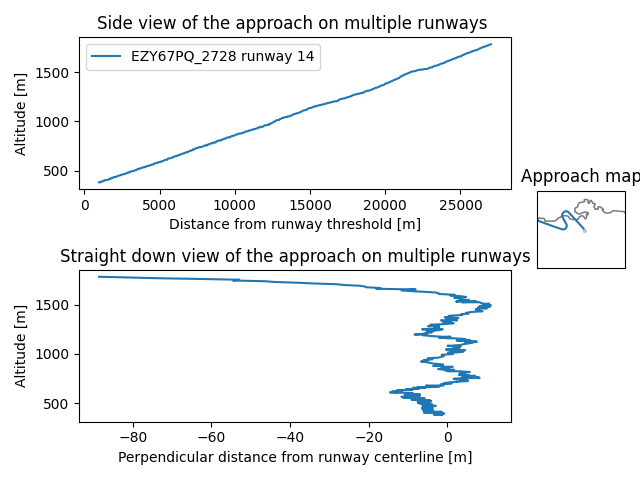 Side view of the approach on multiple runways
EZY67PQ_2728 runway 14
Altitude [m]
1500
1000
500
0 5000 10000 15000 20000 25000
Distance from runway threshold [m]
Approach map
Straight down view of the approach on multiple runways
Altitude [m]
1500
1000
500
−80 −60 −40 −20 0
Perpendicular distance from runway centerline [m]